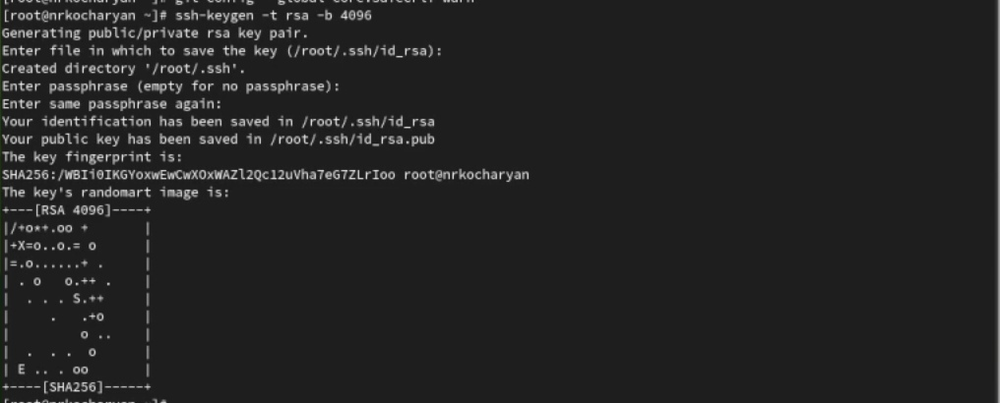 [root@nrkocharyan ~]# git config --global core.safecrlf warn
[root@nrkocharyan ~]# ssh-keygen -t rsa -b 4096
Generating public/private rsa key pair.
Enter file in which to save the key (/root/.ssh/id_rsa):
Created directory '/root/.ssh'.
Enter passphrase (empty for no passphrase):
Enter same passphrase again:
Your identification has been saved in /root/.ssh/id_rsa
Your public key has been saved in /root/.ssh/id_rsa.pub
The key fingerprint is:
SHA256:/WBIi0IKGYoxwEwCwXOxWAZl2Qc12uVha7eG7ZLrIoo root@nrkocharyan
The key's randomart image is:
+---[RSA 4096]----+
|/+o*+.oo +       |
|+X=o..o.= o      |
|=.o......+ .     |
| . o   o.++ .    |
|  . . . S.++     |
|     .   .+o     |
|         o ..    |
|  .  . .  o      |
| E .. . oo       |
+----[SHA256]-----+
[root@nrkocharyan ~]#